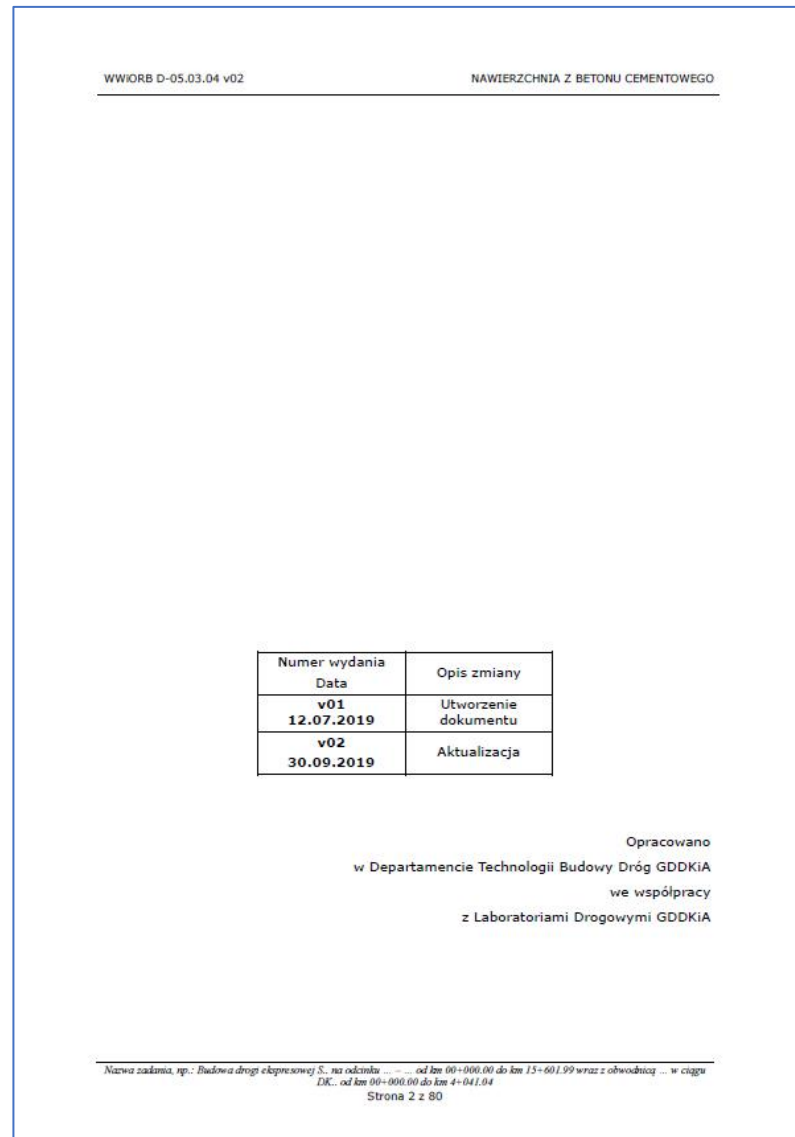 WWiORB D-05.03.04 v02 NAWIERZCHNIA Z BETONU CEMENTOWEGO
Numer wydania
Data
Opis zmiany
v01
12.07.2019
Utworzenie
dokumentu
v02
30.09.2019
Aktualizacja
Opracowano
w Departamencie Technologii Budowy Dróg GDDKiA
we współpracy
z Laboratoriami Drogowymi GDDKiA
Nazwa zadania, np.: Budowa drogi ekspresowej S.. na odcinku ... – ... od km 00+000.00 do km 15+601.99 wraz z obwodnicą ... w ciągu
DK.. od km 00+000.00 do km 4+041.04
Strona 2 z 80